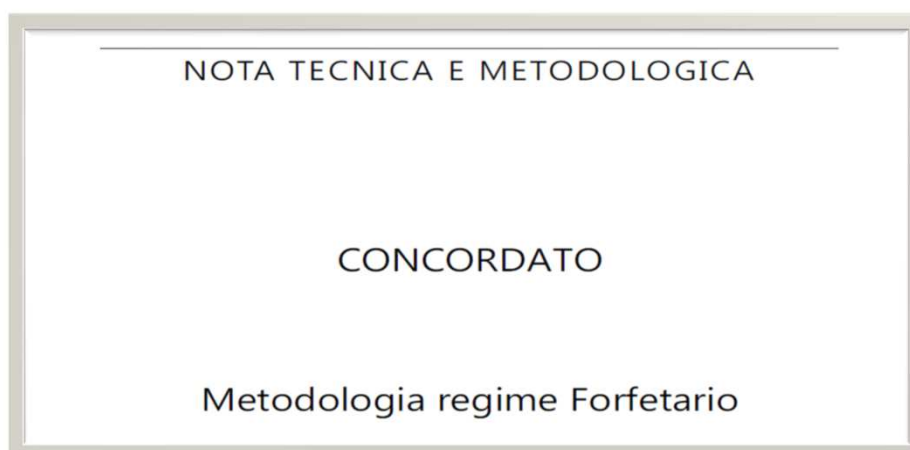 NOTA TECNICA E METODOLOGICA
CONCORDATO
Metodologia regime Forfetario